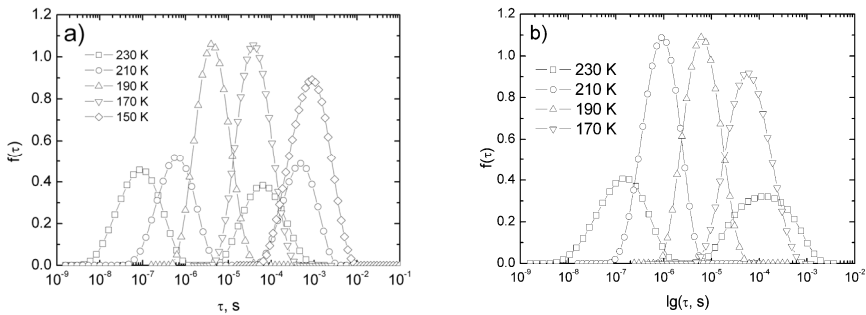 a)
230 K
210 K
190 K
170 K
150 K
f(τ)
1.2
1.0
0.8
0.6
0.4
0.2
0.0
10⁻⁹ 10⁻⁸ 10⁻⁷ 10⁻⁶ 10⁻⁵ 10⁻⁴ 10⁻³ 10⁻² 10⁻¹
τ, s
b)
230 K
210 K
190 K
170 K
f(τ)
1.2
1.0
0.8
0.6
0.4
0.2
0.0
10⁻⁹ 10⁻⁸ 10⁻⁷ 10⁻⁶ 10⁻⁵ 10⁻⁴ 10⁻³ 10⁻²
lg(τ, s)